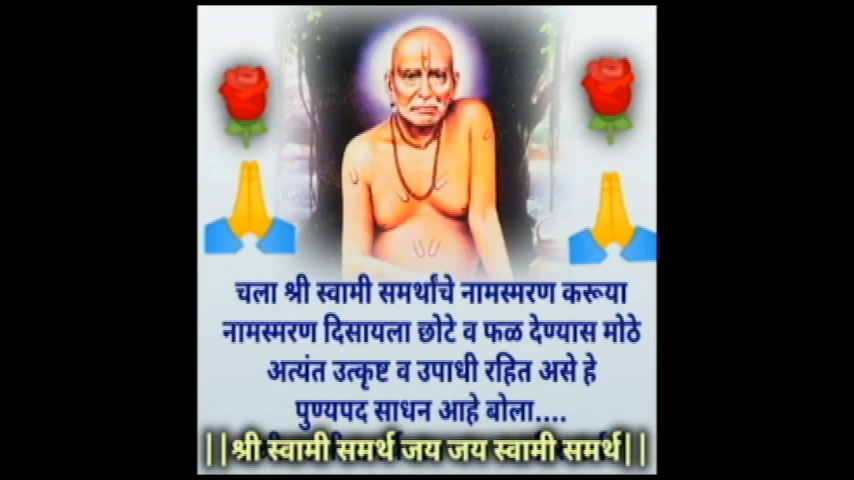 चला श्री स्वामी समर्थांचे नामस्मरण करूया
नामस्मरण दिसायला छोटे व फळ देण्यास मोठे
अत्यंत उत्कृष्ट व उपाधी रहित असे हे
पुण्यपद साधन आहे बोला....
||श्री स्वामी समर्थ जय जय स्वामी समर्थ||